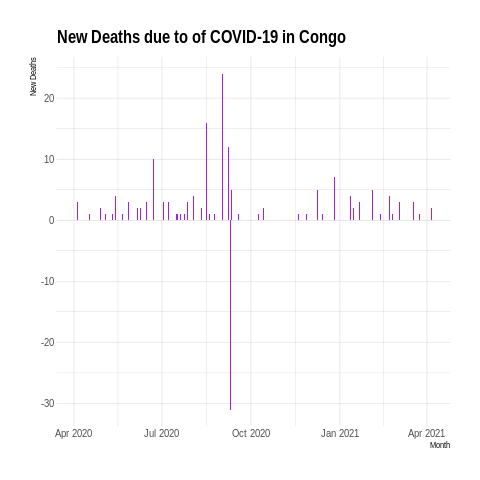 New Deaths due to of COVID-19 in Congo
New Deaths
20
10
0
-10
-20
-30
Apr 2020 Jul 2020 Oct 2020 Jan 2021 Apr 2021
Month